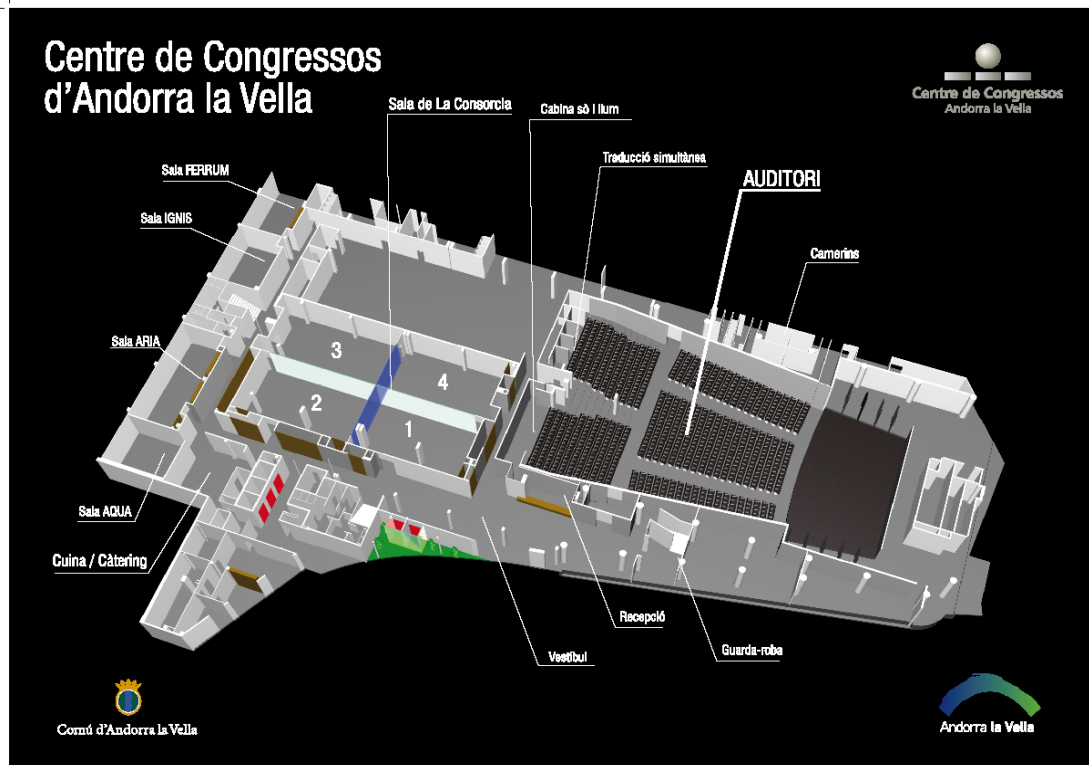 Centre de Congressos
d'Andorra la Vella
Centre de Congressos
Andorra la Vella
Sala de La Consorcia
Cabina sò i llum
Traducció simultànea
Sala FERRUM
AUDITORI
Sala IGNIS
Camerins
Sala ARIA
3
4
2
1
Sala AQUA
Cuina / Càtering
Recepció
Guarda-roba
Vestíbul
Comú d'Andorra la Vella
Andorra la Vella